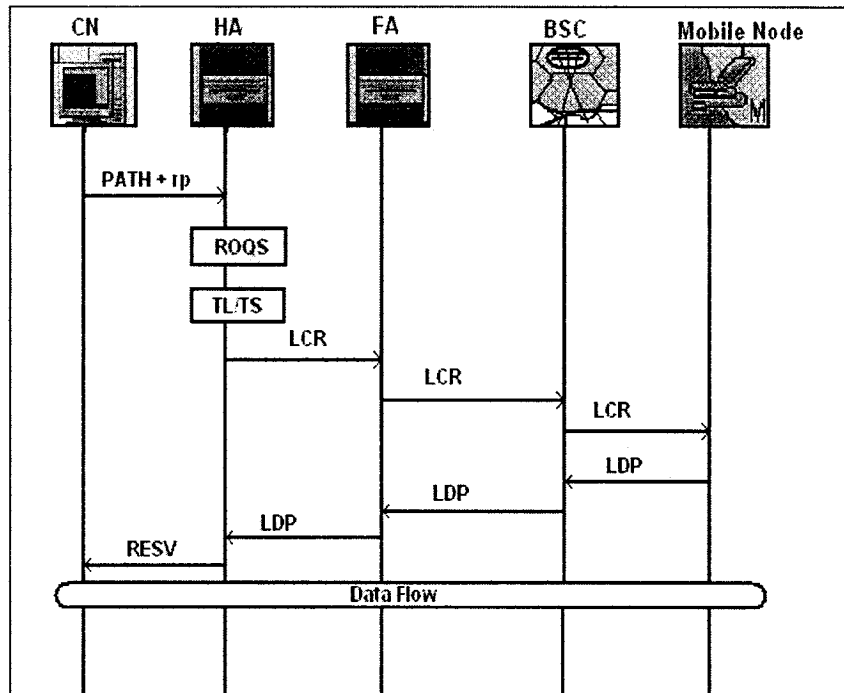 CN HA FA BSC Mobile Node
M
PATH + rp
ROQS
TL/TS
LCR
LCR
LCR
LDP
LDP
LDP
RESV
Data Flow